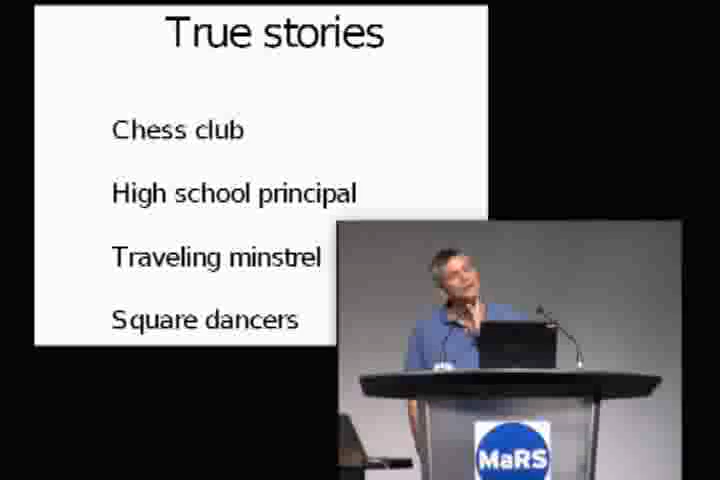 True stories
Chess club
High school principal
Traveling minstrel
Square dancers
MaRS